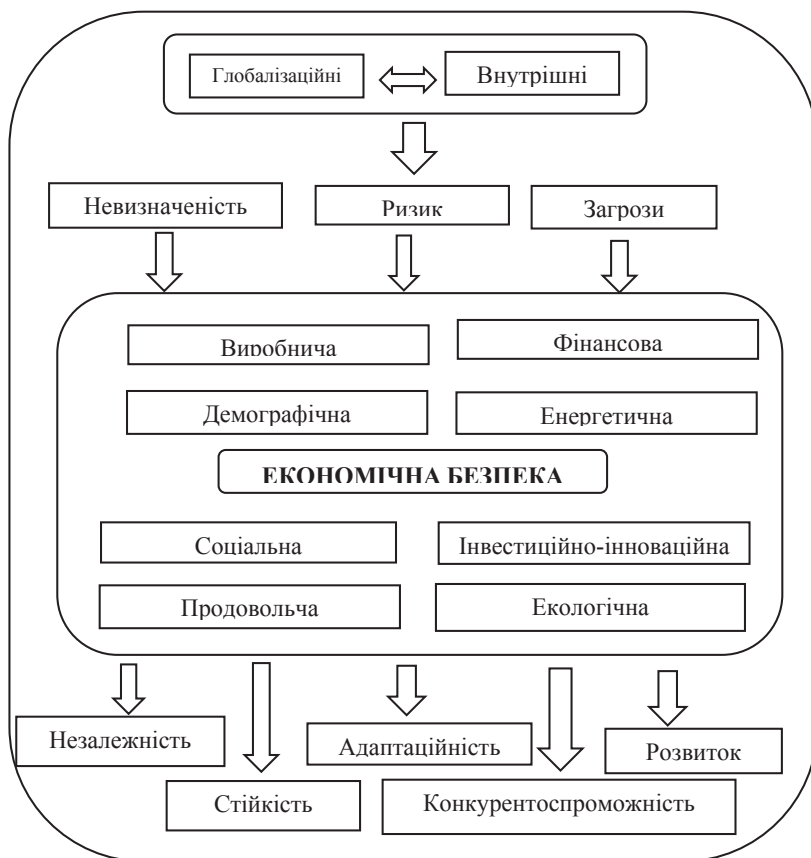 Глобалізаційні
Внутрішні
Невизначеність
Ризик
Загрози
Виробнича
Фінансова
Демографічна
Енергетична
ЕКОНОМІЧНА БЕЗПЕКА
Соціальна
Інвестиційно-інноваційна
Продовольча
Екологічна
Незалежність
Адаптаційність
Розвиток
Стійкість
Конкурентоспроможність